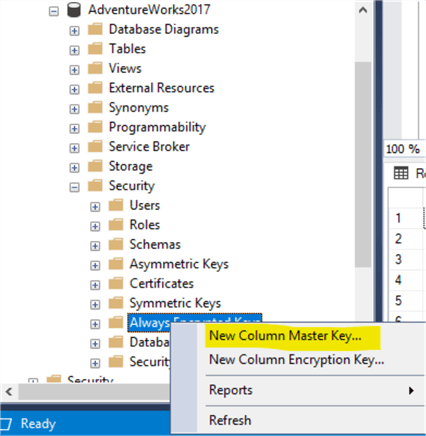 AdventureWorks2017
Database Diagrams
Tables
Views
External Resources
Synonyms
Programmability
Service Broker
Storage
Security
Users
Roles
Schemas
Asymmetric Keys
Certificates
Symmetric Keys
Always Encrypted Keys
New Column Master Key...
Databa
New Column Encryption Key...
Securit
Reports
Security
Refresh
Ready
100 %
R
1
2
3
4
5
6